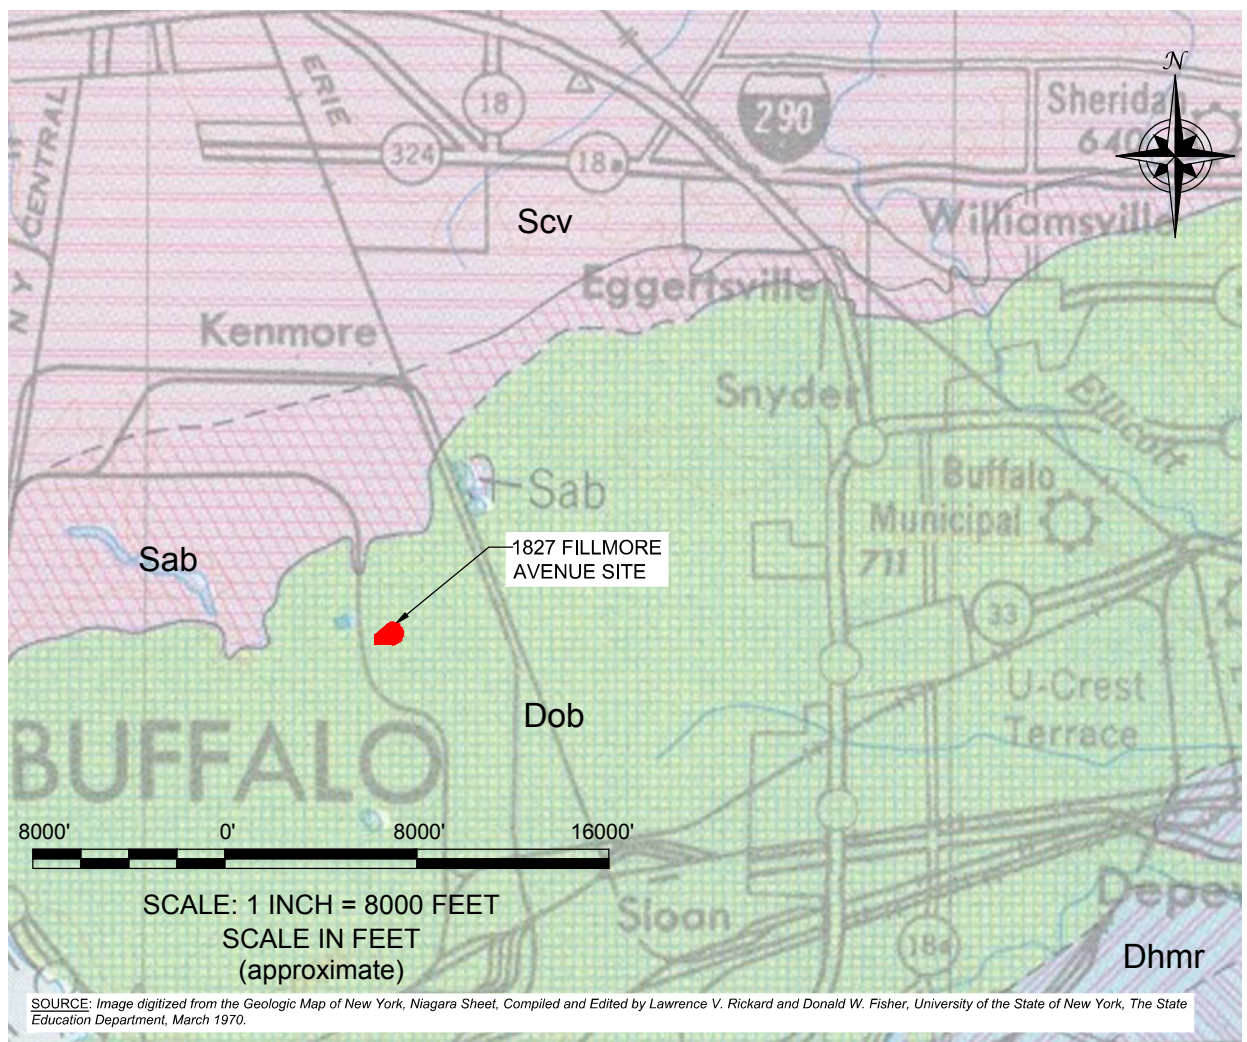 N
ERIE
18
290
Sheridan
640
CENTRAL
324
18a
N Y
Scv
Williamsville
Eggertsville
Kenmore
Snyder
Ellicott
Buffalo
Municipal
711
Sab
1827 FILLMORE
AVENUE SITE
Sab
33
U-Crest
Terrace
Dob
BUFFALO
8000' 0' 8000' 16000'
SCALE: 1 INCH = 8000 FEET
SCALE IN FEET
(approximate)
Sloan
Depe
18a
Dhmr
SOURCE: Image digitized from the Geologic Map of New York, Niagara Sheet, Compiled and Edited by Lawrence V. Rickard and Donald W. Fisher, University of the State of New York, The State
Education Department, March 1970.